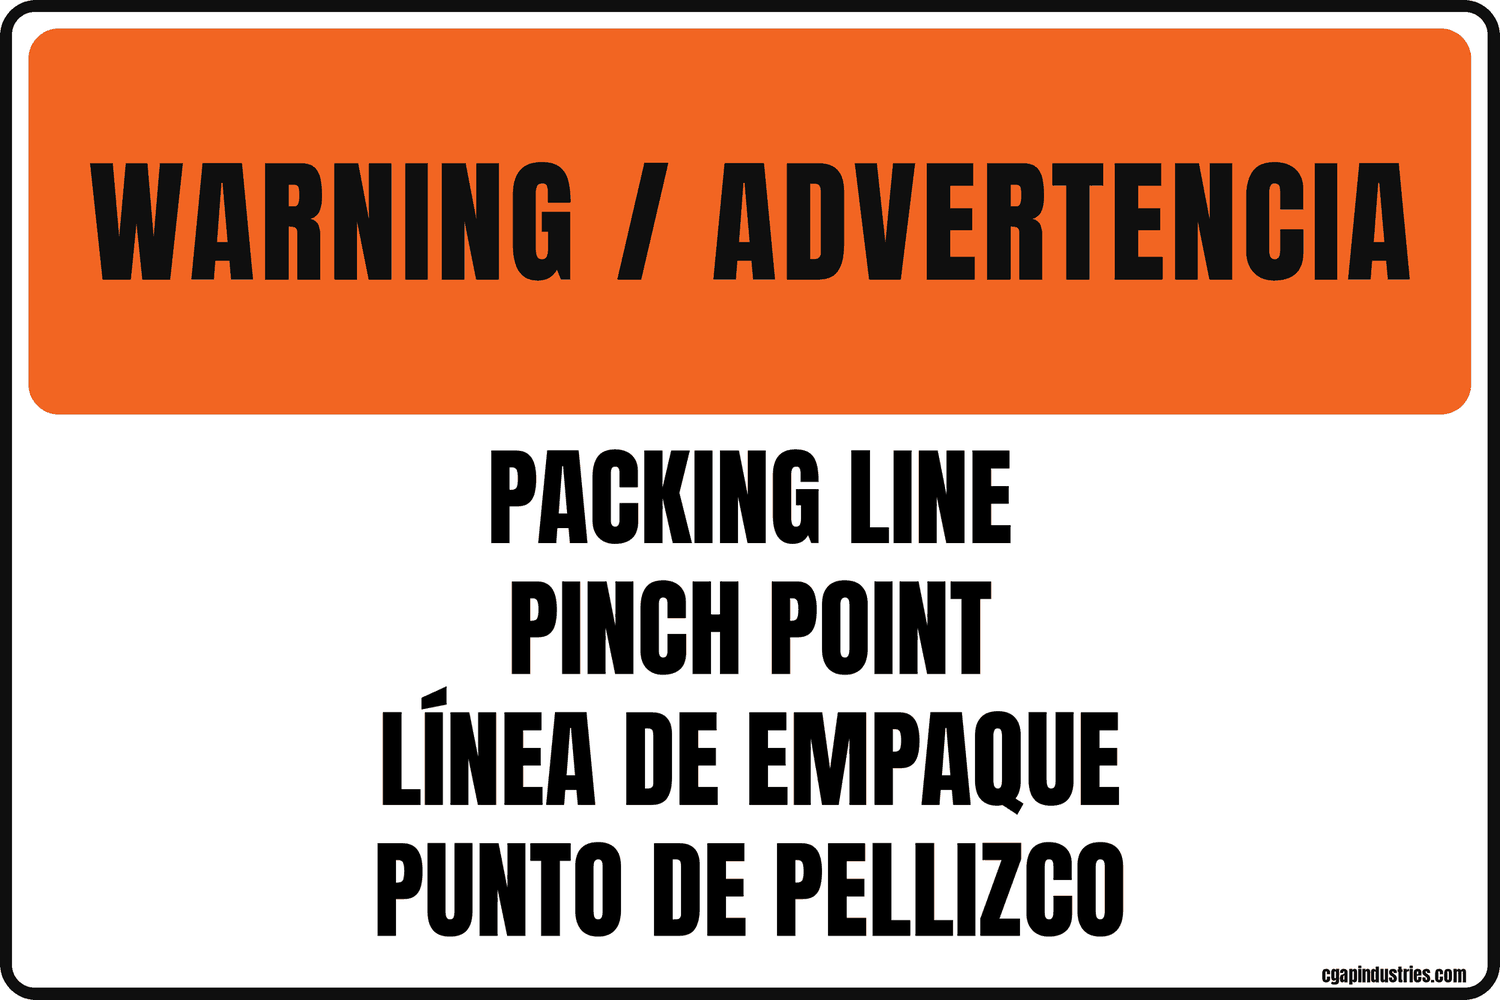 WARNING / ADVERTENCIA
PACKING LINE
PINCH POINT
LÍNEA DE EMPAQUE
PUNTO DE PELLIZCO
cgapindustries.com